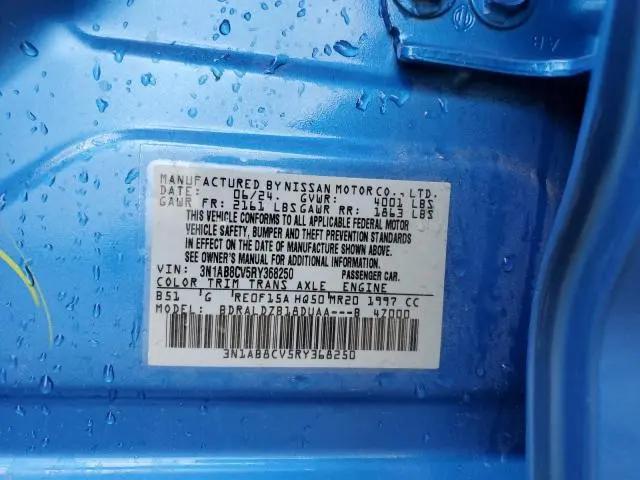 AB
MANUFACTURED BY NISSAN MOTOR CO., LTD.
DATE: 06/24 GVWR: 4001 LBS
GAWR FR: 2161 LBS GAWR RR: 1863 LBS
THIS VEHICLE CONFORMS TO ALL APPLICABLE FEDERAL MOTOR
VEHICLE SAFETY, BUMPER AND THEFT PREVENTION STANDARDS
IN EFFECT ON THE DATE OF MANUFACTURE SHOWN ABOVE.
SEE OWNER'S MANUAL FOR ADDITIONAL INFORMATION.
VIN: 3N1AB8CV5RY368250 PASSENGER CAR.
COLOR TRIM TRANS AXLE ENGINE
B51 G RE0F15A HQ50 MR20 1997 CC
MODEL: BDRALDZB18DUAA---B 47000
3N1AB8CV5RY368250